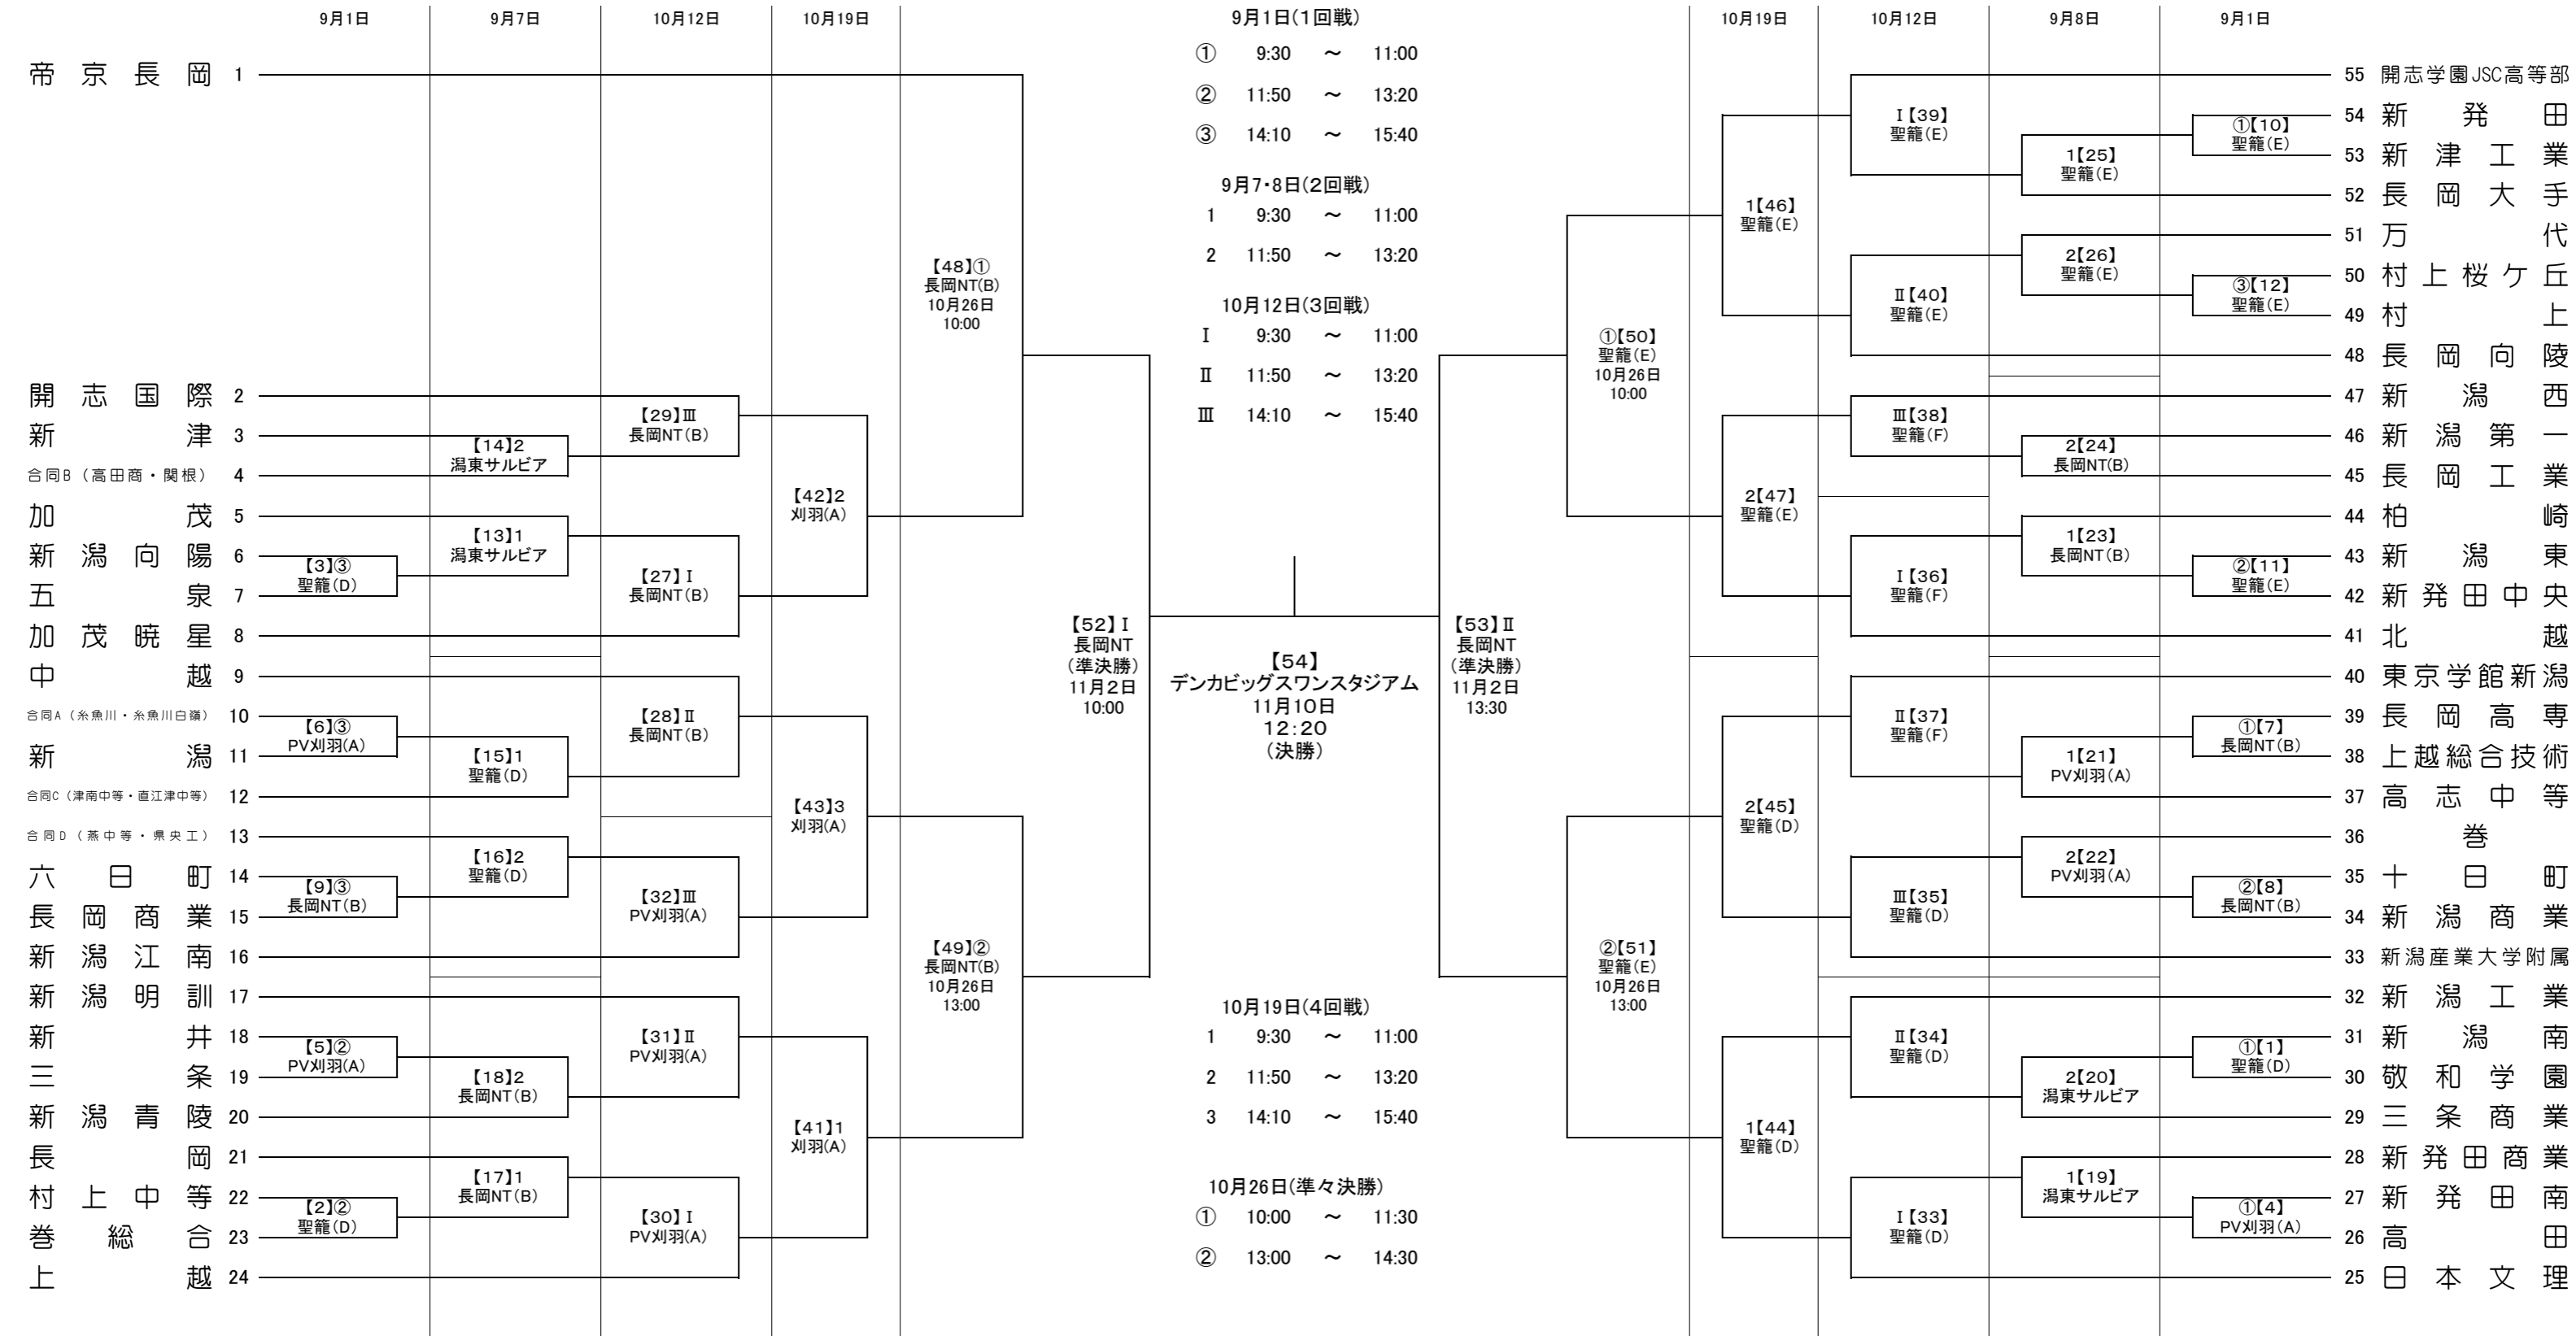 9月1日 9月7日 10月12日 10月19日
帝京長岡 1
開志国際 2
新津 3
合同B（高田商・関根） 4
加茂 5
新潟向陽 6
五泉 7
加茂暁星 8
中越 9
合同A（糸魚川・糸魚川白嶺） 10
新潟 11
合同C（津南中等・直江津中等） 12
合同D（燕中等・県央工） 13
六日町 14
長岡商業 15
新潟江南 16
新潟明訓 17
新井 18
三条 19
新潟青陵 20
長岡 21
村上中等 22
巻総合 23
上越 24
【3】③
聖籠(D)
【6】③
PV刈羽(A)
【9】③
長岡NT(B)
【5】②
PV刈羽(A)
【2】②
聖籠(D)
【14】2
潟東サルビア
【13】1
潟東サルビア
【15】1
聖籠(D)
【16】2
聖籠(D)
【18】2
長岡NT(B)
【17】1
長岡NT(B)
【29】Ⅲ
長岡NT(B)
【27】Ⅰ
長岡NT(B)
【28】Ⅱ
長岡NT(B)
【32】Ⅲ
PV刈羽(A)
【31】Ⅱ
PV刈羽(A)
【30】Ⅰ
PV刈羽(A)
【42】2
刈羽(A)
【43】3
刈羽(A)
【41】1
刈羽(A)
【48】①
長岡NT(B)
10月26日
10:00
【49】②
長岡NT(B)
10月26日
13:00
【52】Ⅰ
長岡NT
(準決勝)
11月2日
10:00
9月1日(1回戦)
① 9:30 ～ 11:00
② 11:50 ～ 13:20
③ 14:10 ～ 15:40
9月7・8日(2回戦)
1 9:30 ～ 11:00
2 11:50 ～ 13:20
10月12日(3回戦)
Ⅰ 9:30 ～ 11:00
Ⅱ 11:50 ～ 13:20
Ⅲ 14:10 ～ 15:40
【54】
デンカビッグスワンスタジアム
11月10日
12:20
(決勝)
10月19日(4回戦)
1 9:30 ～ 11:00
2 11:50 ～ 13:20
3 14:10 ～ 15:40
10月26日(準々決勝)
① 10:00 ～ 11:30
② 13:00 ～ 14:30
【53】Ⅱ
長岡NT
(準決勝)
11月2日
13:30
①【50】
聖籠(E)
10月26日
10:00
②【51】
聖籠(E)
10月26日
13:00
10月19日 10月12日 9月8日 9月1日
1【46】
聖籠(E)
2【47】
聖籠(E)
2【45】
聖籠(D)
1【44】
聖籠(D)
Ⅰ【39】
聖籠(E)
Ⅱ【40】
聖籠(E)
Ⅲ【38】
聖籠(F)
Ⅰ【36】
聖籠(F)
Ⅱ【37】
聖籠(F)
Ⅲ【35】
聖籠(D)
Ⅱ【34】
聖籠(D)
Ⅰ【33】
聖籠(D)
1【25】
聖籠(E)
2【26】
聖籠(E)
2【24】
長岡NT(B)
1【23】
長岡NT(B)
1【21】
PV刈羽(A)
2【22】
PV刈羽(A)
2【20】
潟東サルビア
1【19】
潟東サルビア
①【10】
聖籠(E)
③【12】
聖籠(E)
②【11】
聖籠(E)
①【7】
長岡NT(B)
②【8】
長岡NT(B)
①【1】
聖籠(D)
①【4】
PV刈羽(A)
55 開志学園JSC高等部
54 新発田
53 新津工業
52 長岡大手
51 万代
50 村上桜ケ丘
49 村上
48 長岡向陵
47 新潟西
46 新潟第一
45 長岡工業
44 柏崎
43 新潟東
42 新発田中央
41 北越
40 東京学館新潟
39 長岡高専
38 上越総合技術
37 高志中等
36 巻
35 十日町
34 新潟商業
33 新潟産業大学附属
32 新潟工業
31 新潟南
30 敬和学園
29 三条商業
28 新発田商業
27 新発田南
26 高田
25 日本文理